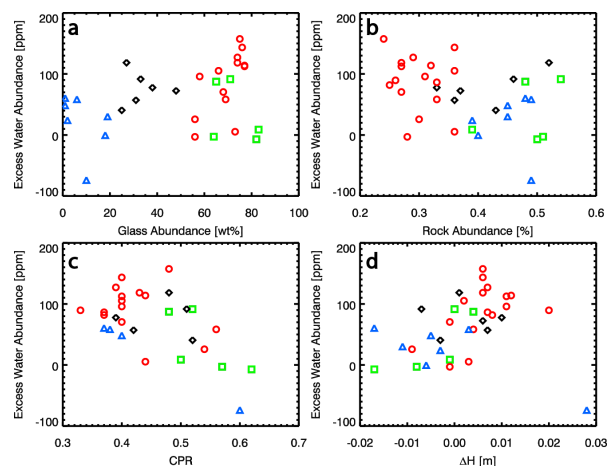 a
b
Excess Water Abundance [ppm]
200
100
0
-100
0 20 40 60 80 100
Glass Abundance [wt%]
Excess Water Abundance [ppm]
200
100
0
-100
0.2 0.3 0.4 0.5 0.6
Rock Abundance [%]
c
d
Excess Water Abundance [ppm]
200
100
0
-100
0.3 0.4 0.5 0.6 0.7
CPR
Excess Water Abundance [ppm]
200
100
0
-100
-0.02 -0.01 0.00 0.01 0.02 0.03
ΔH [m]